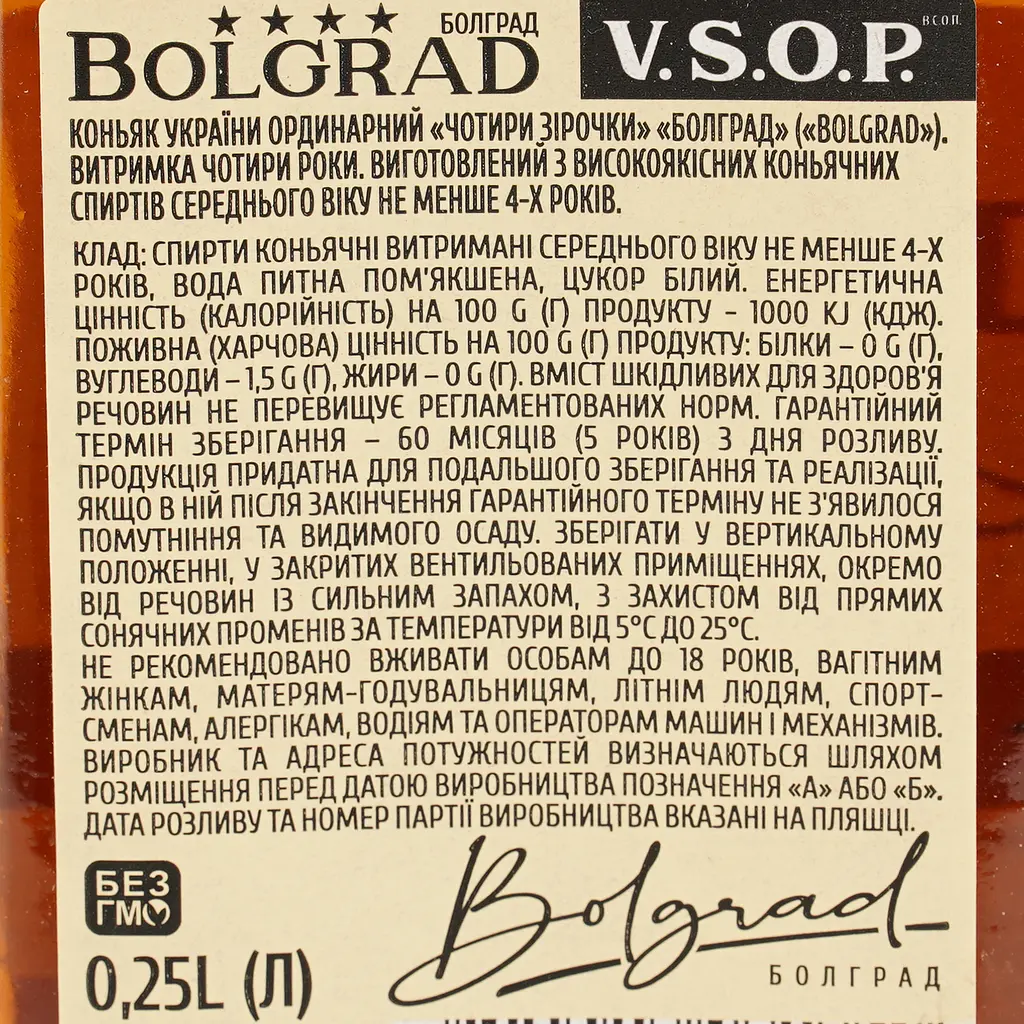 БОЛГРАД
BOLGRAD
V.S.O.P.
ВСОП
КОНЬЯК УКРАЇНИ ОРДИНАРНИЙ «ЧОТИРИ ЗІРОЧКИ» «БОЛГРАД» («BOLGRAD»).
ВИТРИМКА ЧОТИРИ РОКИ. ВИГОТОВЛЕНИЙ З ВИСОКОЯКІСНИХ КОНЬЯЧНИХ
СПИРТІВ СЕРЕДНЬОГО ВІКУ НЕ МЕНШЕ 4-Х РОКІВ.
КЛАД: СПИРТИ КОНЬЯЧНІ ВИТРИМАНІ СЕРЕДНЬОГО ВІКУ НЕ МЕНШЕ 4-Х
РОКІВ, ВОДА ПИТНА ПОМ'ЯКШЕНА, ЦУКОР БІЛИЙ. ЕНЕРГЕТИЧНА
ЦІННІСТЬ (КАЛОРІЙНІСТЬ) НА 100 G (Г) ПРОДУКТУ - 1000 KJ (КДЖ).
ПОЖИВНА (ХАРЧОВА) ЦІННІСТЬ НА 100 G (Г) ПРОДУКТУ: БІЛКИ – 0 G (Г),
ВУГЛЕВОДИ – 1,5 G (Г), ЖИРИ – 0 G (Г). ВМІСТ ШКІДЛИВИХ ДЛЯ ЗДОРОВ'Я
РЕЧОВИН НЕ ПЕРЕВИЩУЄ РЕГЛАМЕНТОВАНИХ НОРМ. ГАРАНТІЙНИЙ
ТЕРМІН ЗБЕРІГАННЯ – 60 МІСЯЦІВ (5 РОКІВ) З ДНЯ РОЗЛИВУ.
ПРОДУКЦІЯ ПРИДАТНА ДЛЯ ПОДАЛЬШОГО ЗБЕРІГАННЯ ТА РЕАЛІЗАЦІЇ,
ЯКЩО В НІЙ ПІСЛЯ ЗАКІНЧЕННЯ ГАРАНТІЙНОГО ТЕРМІНУ НЕ З'ЯВИЛОСЯ
ПОМУТНІННЯ ТА ВИДИМОГО ОСАДУ. ЗБЕРІГАТИ У ВЕРТИКАЛЬНОМУ
ПОЛОЖЕННІ, У ЗАКРИТИХ ВЕНТИЛЬОВАНИХ ПРИМІЩЕННЯХ, ОКРЕМО
ВІД РЕЧОВИН ІЗ СИЛЬНИМ ЗАПАХОМ, З ЗАХИСТОМ ВІД ПРЯМИХ
СОНЯЧНИХ ПРОМЕНІВ ЗА ТЕМПЕРАТУРИ ВІД 5°С ДО 25°С.
НЕ РЕКОМЕНДОВАНО ВЖИВАТИ ОСОБАМ ДО 18 РОКІВ, ВАГІТНИМ
ЖІНКАМ, МАТЕРЯМ-ГОДУВАЛЬНИЦЯМ, ЛІТНІМ ЛЮДЯМ, СПОРТ-
СМЕНАМ, АЛЕРГІКАМ, ВОДІЯМ ТА ОПЕРАТОРАМ МАШИН І МЕХАНІЗМІВ.
ВИРОБНИК ТА АДРЕСА ПОТУЖНОСТЕЙ ВИЗНАЧАЮТЬСЯ ШЛЯХОМ
РОЗМІЩЕННЯ ПЕРЕД ДАТОЮ ВИРОБНИЦТВА ПОЗНАЧЕННЯ «А» АБО «Б».
ДАТА РОЗЛИВУ ТА НОМЕР ПАРТІЇ ВИРОБНИЦТВА ВКАЗАНІ НА ПЛЯШЦІ.
БЕЗ
ГМО
Bolgrad
БОЛГРАД
0,25L (Л)